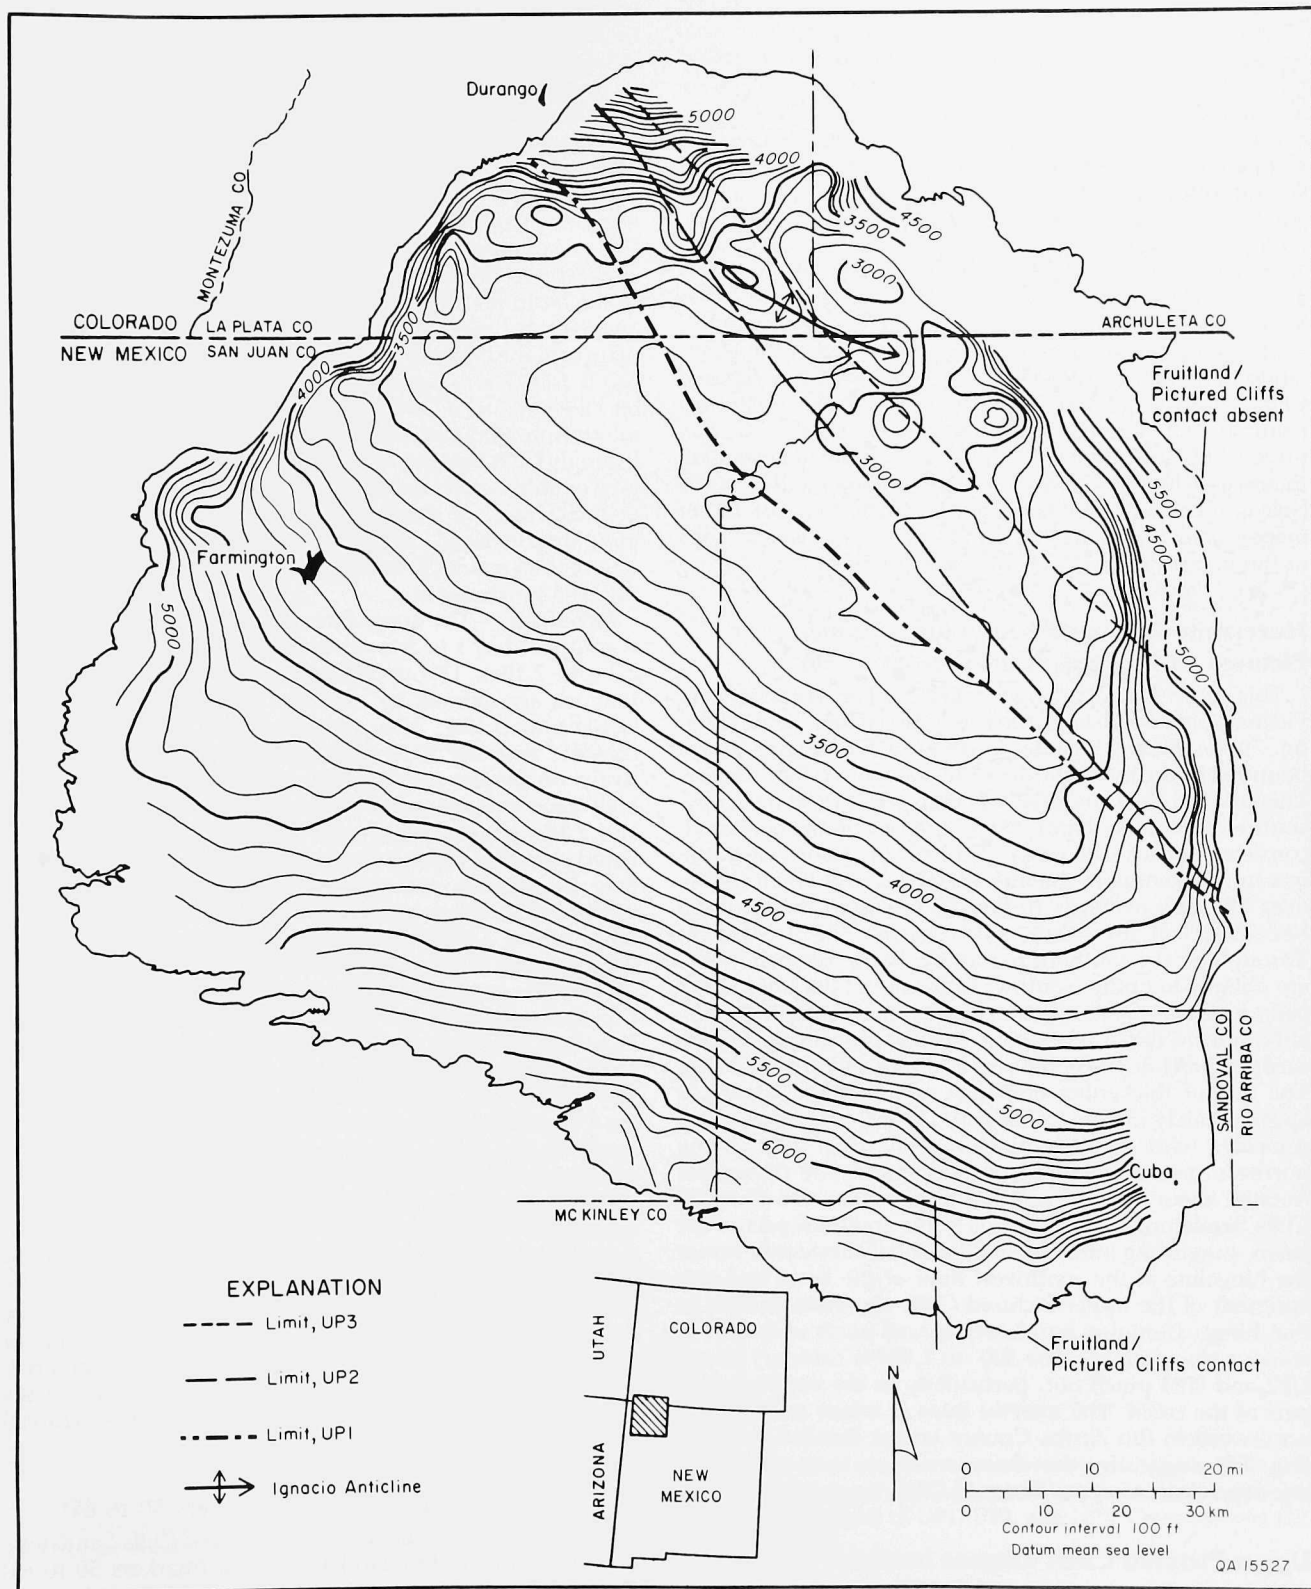 Durango
5000
4000
4500
3500
3000
MONTEZUMA CO
COLORADO
LA PLATA CO
ARCHULETA CO
NEW MEXICO
SAN JUAN CO
3500
4000
Fruitland/
Pictured Cliffs
contact absent
3000
5500
4500
Farmington
5000
5000
3500
4000
4500
SANDOVAL CO
RIO ARRIBA CO
5500
5000
6000
Cuba
MC KINLEY CO
EXPLANATION
Limit, UP3
Limit, UP2
Limit, UP1
Ignacio Anticline
UTAH
COLORADO
ARIZONA
NEW
MEXICO
Fruitland/
Pictured Cliffs contact
N
0 10 20 mi
0 10 20 30 km
Contour interval 100 ft
Datum mean sea level
QA 15527